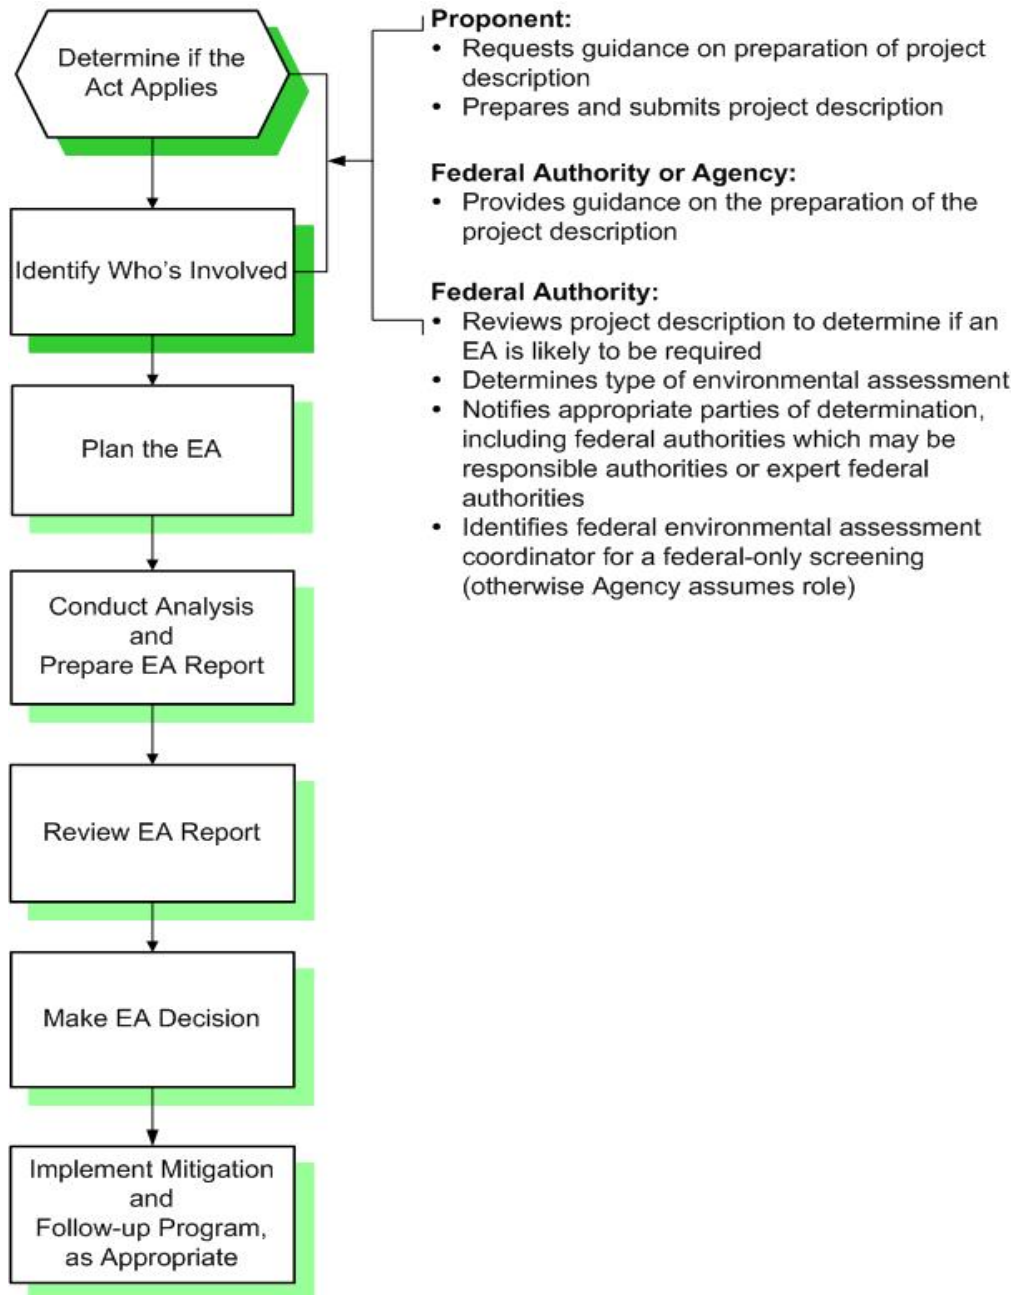 Determine if the
Act Applies
Identify Who's Involved
Plan the EA
Conduct Analysis
and
Prepare EA Report
Review EA Report
Make EA Decision
Implement Mitigation
and
Follow-up Program,
as Appropriate
Proponent:
• Requests guidance on preparation of project
description
• Prepares and submits project description
Federal Authority or Agency:
• Provides guidance on the preparation of the
project description
Federal Authority:
• Reviews project description to determine if an
EA is likely to be required
• Determines type of environmental assessment
• Notifies appropriate parties of determination,
including federal authorities which may be
responsible authorities or expert federal
authorities
• Identifies federal environmental assessment
coordinator for a federal-only screening
(otherwise Agency assumes role)